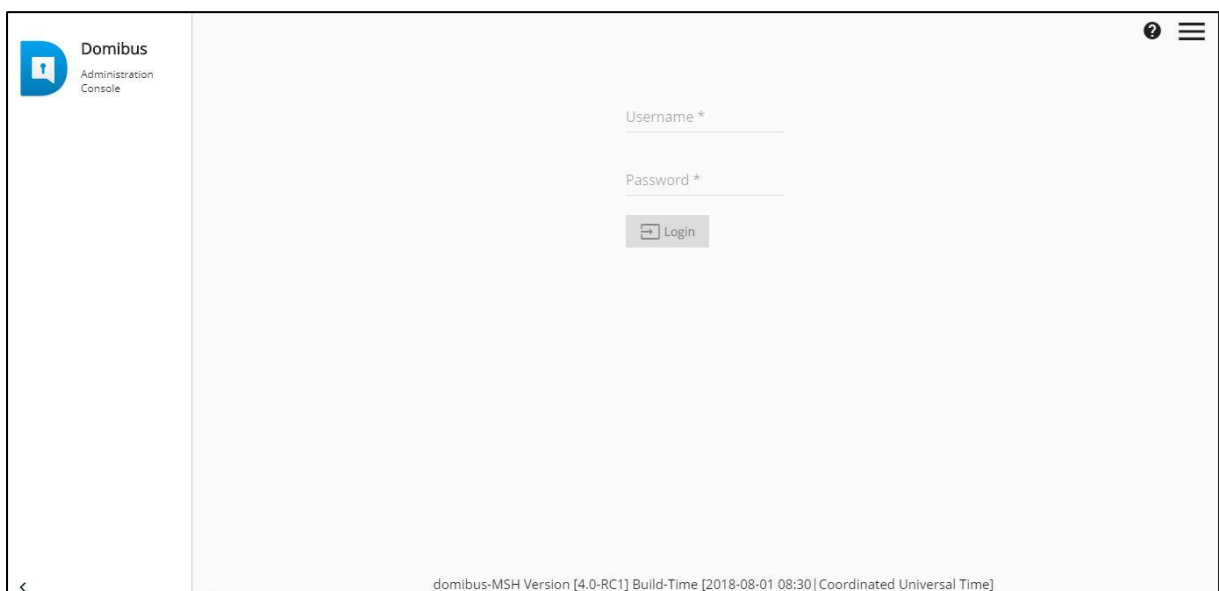 Domibus
Administration
Console
Username *
Password *
Login
domibus-MSH Version [4.0-RC1] Build-Time [2018-08-01 08:30|Coordinated Universal Time]